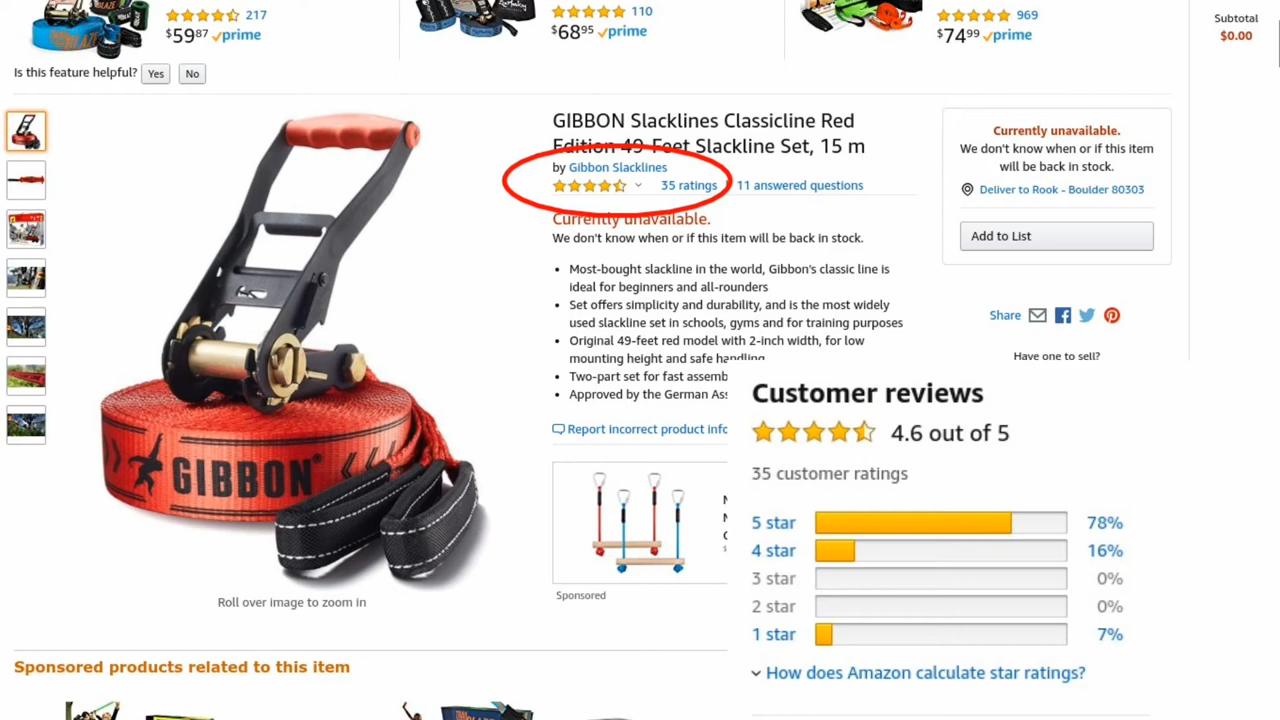 217
$59.87 prime
110
$68.95 prime
969
$74.99 prime
Subtotal
$0.00
Is this feature helpful? Yes No
GIBBON Slacklines Classicline Red
Edition 49-Feet Slackline Set, 15 m
by Gibbon Slacklines
35 ratings | 11 answered questions
Currently unavailable.
We don't know when or if this item will be back in stock.
• Most-bought slackline in the world, Gibbon's classic line is
ideal for beginners and all-rounders
• Set offers simplicity and durability, and is the most widely
used slackline set in schools, gyms and for training purposes
• Original 49-feet red model with 2-inch width, for low
mounting height and safe handling
• Two-part set for fast assemb
• Approved by the German Ass
Report incorrect product info
Sponsored
Currently unavailable.
We don't know when or if this item
will be back in stock.
Deliver to Rook - Boulder 80303
Add to List
Share
Have one to sell?
GIBBON®
Roll over image to zoom in
Customer reviews
4.6 out of 5
35 customer ratings
5 star 78%
4 star 16%
3 star 0%
2 star 0%
1 star 7%
How does Amazon calculate star ratings?
Sponsored products related to this item